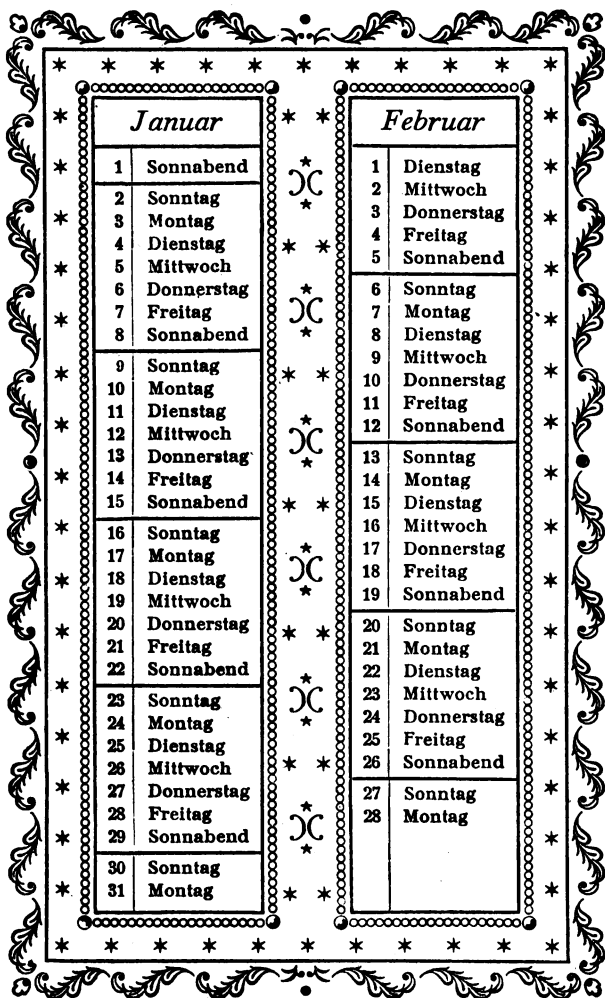 Januar
1 Sonnabend
2 Sonntag
3 Montag
4 Dienstag
5 Mittwoch
6 Donnerstag
7 Freitag
8 Sonnabend
9 Sonntag
10 Montag
11 Dienstag
12 Mittwoch
13 Donnerstag
14 Freitag
15 Sonnabend
16 Sonntag
17 Montag
18 Dienstag
19 Mittwoch
20 Donnerstag
21 Freitag
22 Sonnabend
23 Sonntag
24 Montag
25 Dienstag
26 Mittwoch
27 Donnerstag
28 Freitag
29 Sonnabend
30 Sonntag
31 Montag
Februar
1 Dienstag
2 Mittwoch
3 Donnerstag
4 Freitag
5 Sonnabend
6 Sonntag
7 Montag
8 Dienstag
9 Mittwoch
10 Donnerstag
11 Freitag
12 Sonnabend
13 Sonntag
14 Montag
15 Dienstag
16 Mittwoch
17 Donnerstag
18 Freitag
19 Sonnabend
20 Sonntag
21 Montag
22 Dienstag
23 Mittwoch
24 Donnerstag
25 Freitag
26 Sonnabend
27 Sonntag
28 Montag